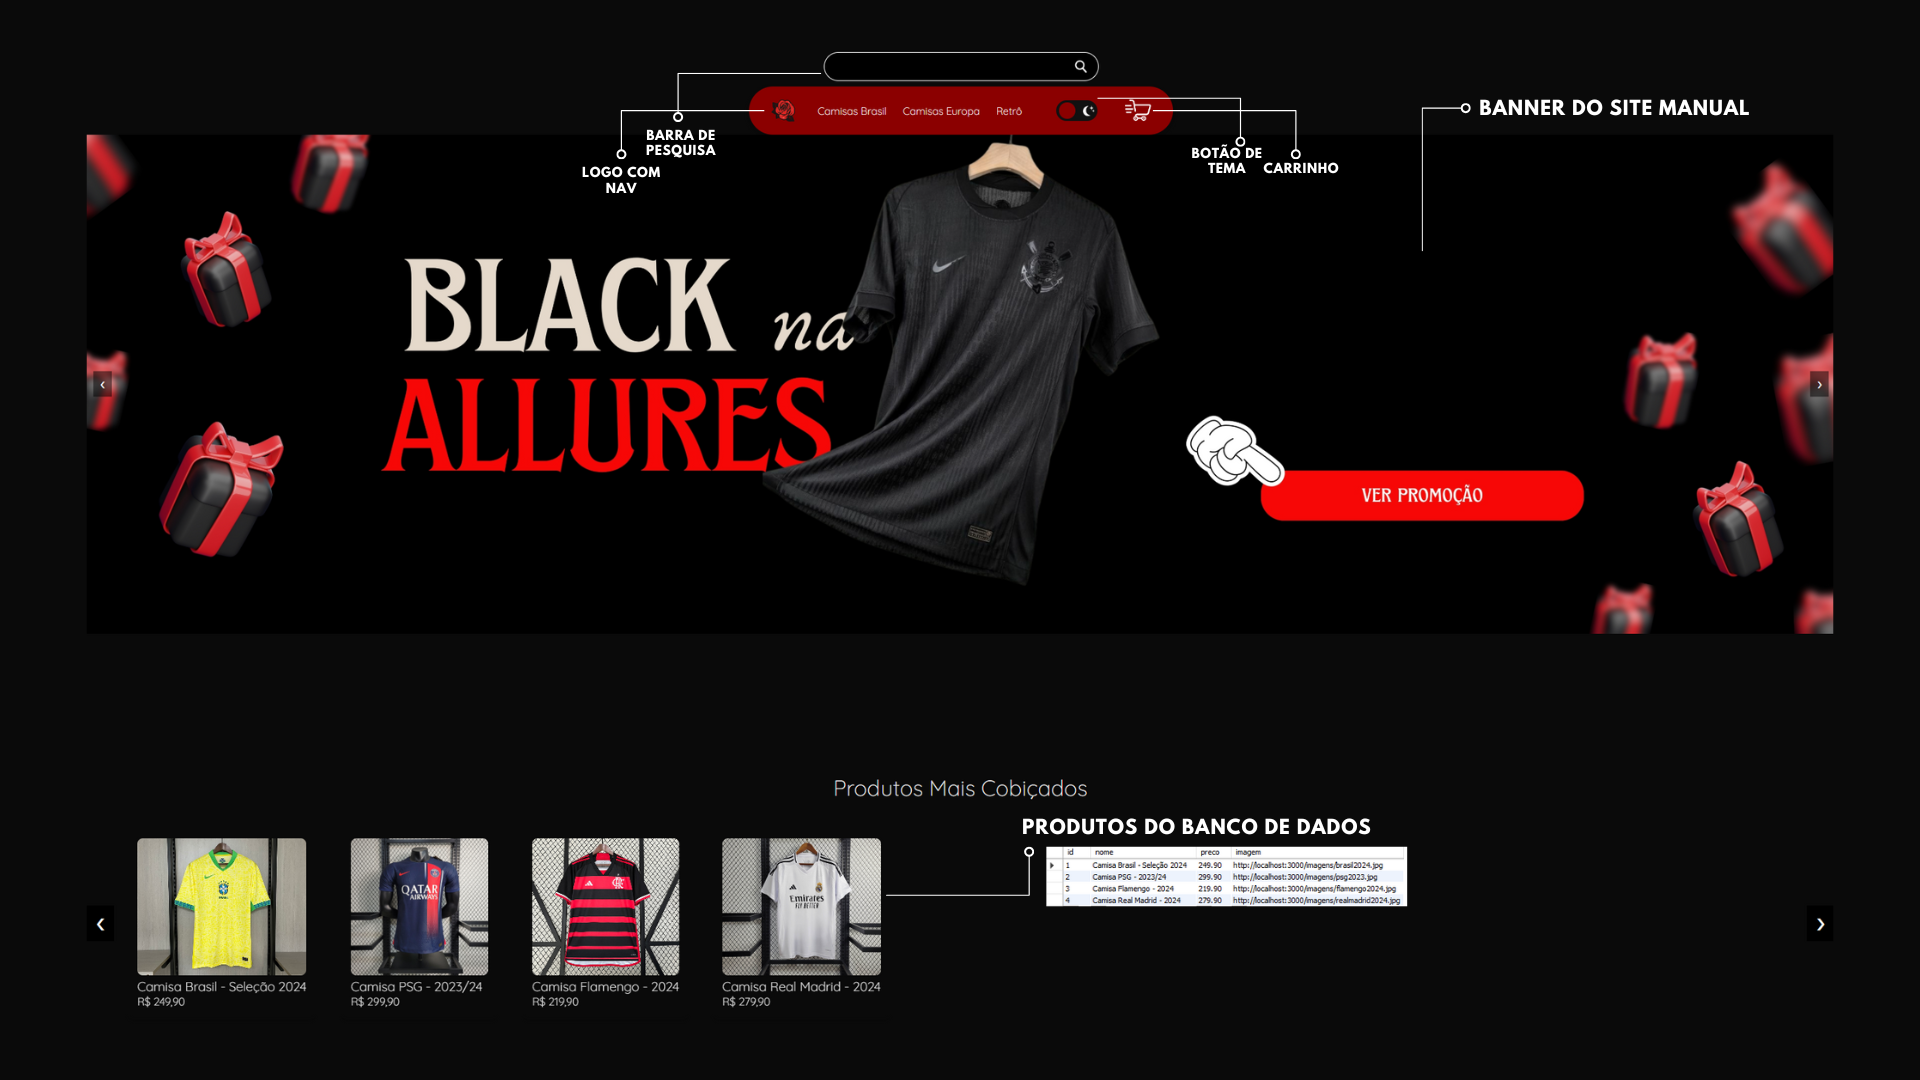 Camisas Brasil
Camisas Europa
Retrô
BANNER DO SITE MANUAL
BARRA DE
PESQUISA
LOGO COM
NAV
BOTÃO DE
TEMA
CARRINHO
BLACK na
ALLURES
VER PROMOÇÃO
Produtos Mais Cobiçados
PRODUTOS DO BANCO DE DADOS
id nome preco imagem
1 Camisa Brasil - Seleção 2024 249.90 http://localhost:3000/imagens/brasil2024.jpg
2 Camisa PSG - 2023/24 299.90 http://localhost:3000/imagens/psg2023.jpg
3 Camisa Flamengo - 2024 219.90 http://localhost:3000/imagens/flamengo2024.jpg
4 Camisa Real Madrid - 2024 279.90 http://localhost:3000/imagens/realmadrid2024.jpg
QATAR
AIRWAYS
Emirates
FLY BETTER
Camisa Brasil - Seleção 2024
R$ 249,90
Camisa PSG - 2023/24
R$ 299,90
Camisa Flamengo - 2024
R$ 219,90
Camisa Real Madrid - 2024
R$ 279,90